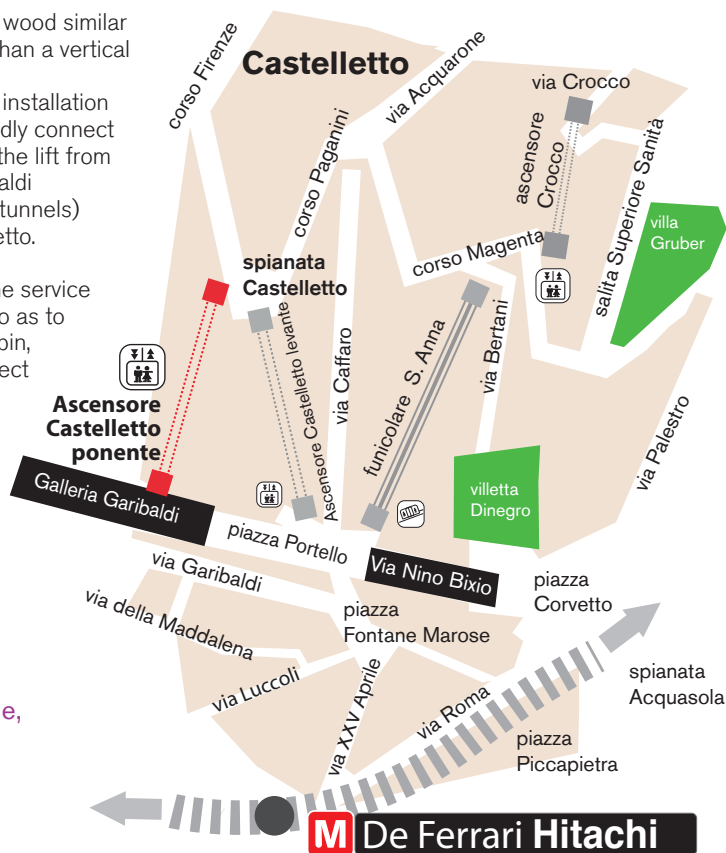 wood similar
han a vertical
installation
dly connect
the lift from
aldi
tunnels)
etto.
ne service
o as to
bin,
ect
e,
Castelletto
corso Firenze
corso Paganini
via Acquarone
via Crocco
ascensore
Crocco
salita Superiore Sanità
villa
Gruber
corso Magenta
spianata
Castelletto
Ascensore Castelletto levante
via Caffaro
funicolare S. Anna
via Bertani
via Palestro
Ascensore
Castelletto
ponente
Galleria Garibaldi
piazza Portello
Via Nino Bixio
villetta
Dinegro
via Garibaldi
via della Maddalena
piazza
Fontane Marose
piazza
Corvetto
via Luccoli
via XXV Aprile
via Roma
spianata
Acquasola
piazza
Piccapietra
M De Ferrari Hitachi